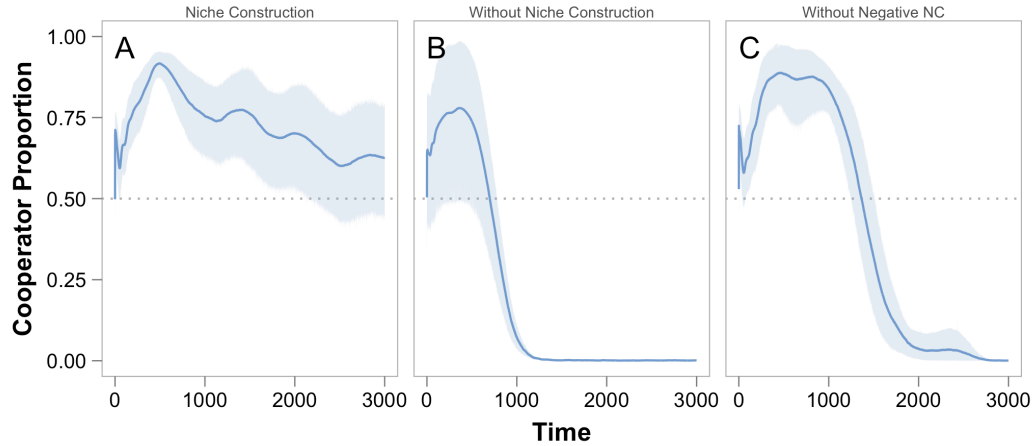 Niche Construction
Without Niche Construction
Without Negative NC
A
B
C
Cooperator Proportion
1.00
0.75
0.50
0.25
0.00
0 1000 2000 3000
0 1000 2000 3000
0 1000 2000 3000
Time